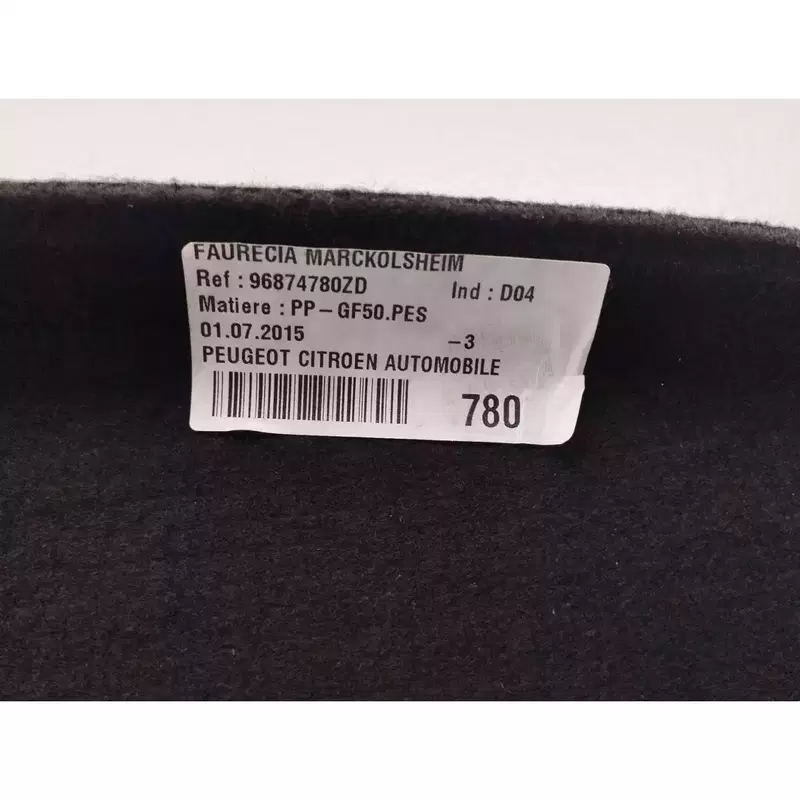 FAURECIA MARCKOLSHEIM
Ref : 96874780ZD Ind : D04
Matiere : PP-GF50.PES
01.07.2015 -3
PEUGEOT CITROEN AUTOMOBILE
780